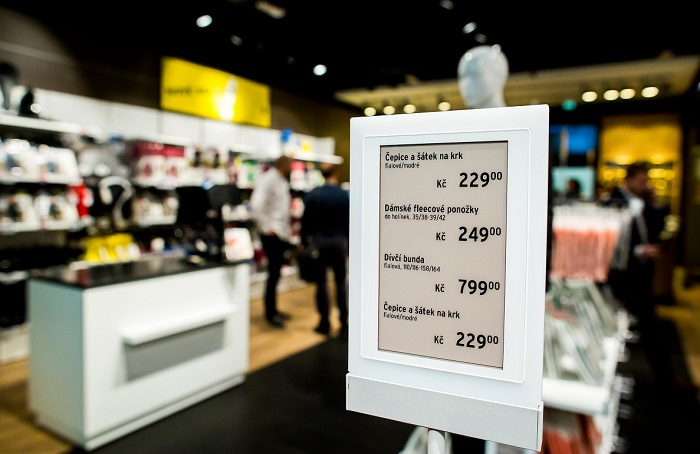 Čepice a šátek na krk
fialové/modré
Kč 229⁰⁰
Dámské fleecové ponožky
do holínek, 35/38-39/42
Kč 249⁰⁰
Dívčí bunda
fialová, 110/116-158/164
Kč 799⁰⁰
Čepice a šátek na krk
fialové/modré
Kč 229⁰⁰